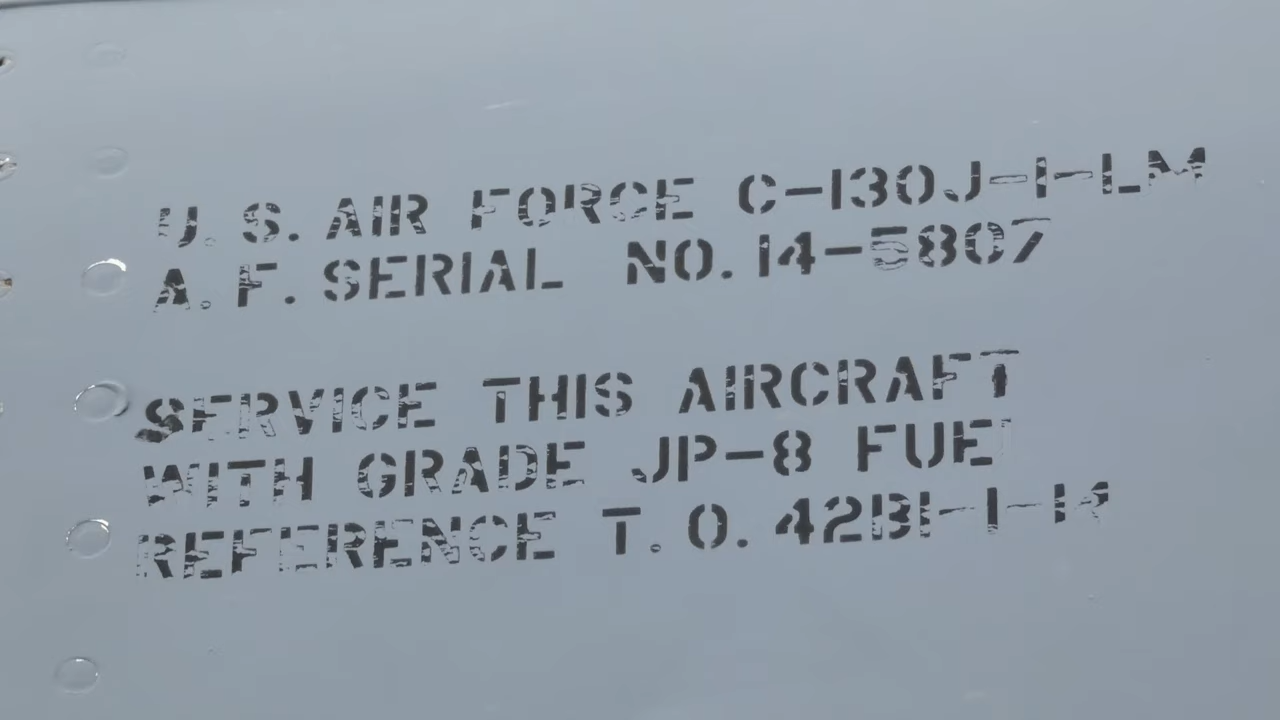 U. S. AIR FORCE C-130J-1-LM
A. F. SERIAL NO. 14-5807
SERVICE THIS AIRCRAFT
WITH GRADE JP-8 FUEL
REFERENCE T. O. 42B1-1-14